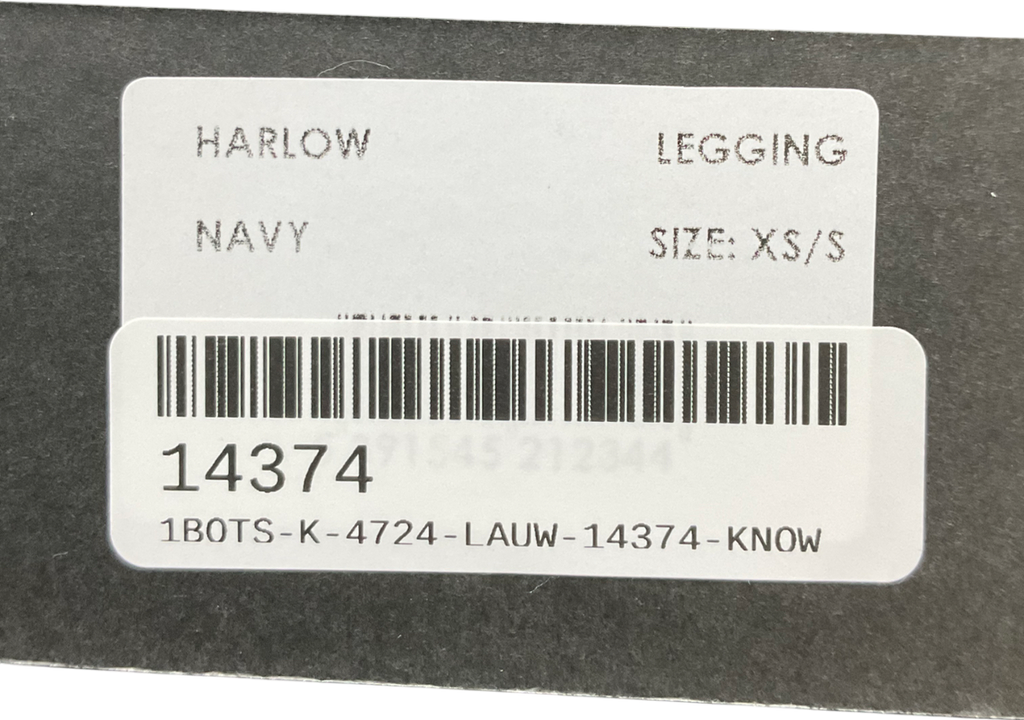 HARLOW LEGGING
NAVY SIZE: XS/S
14374
1BOTS-K-4724-LAUW-14374-KNOW